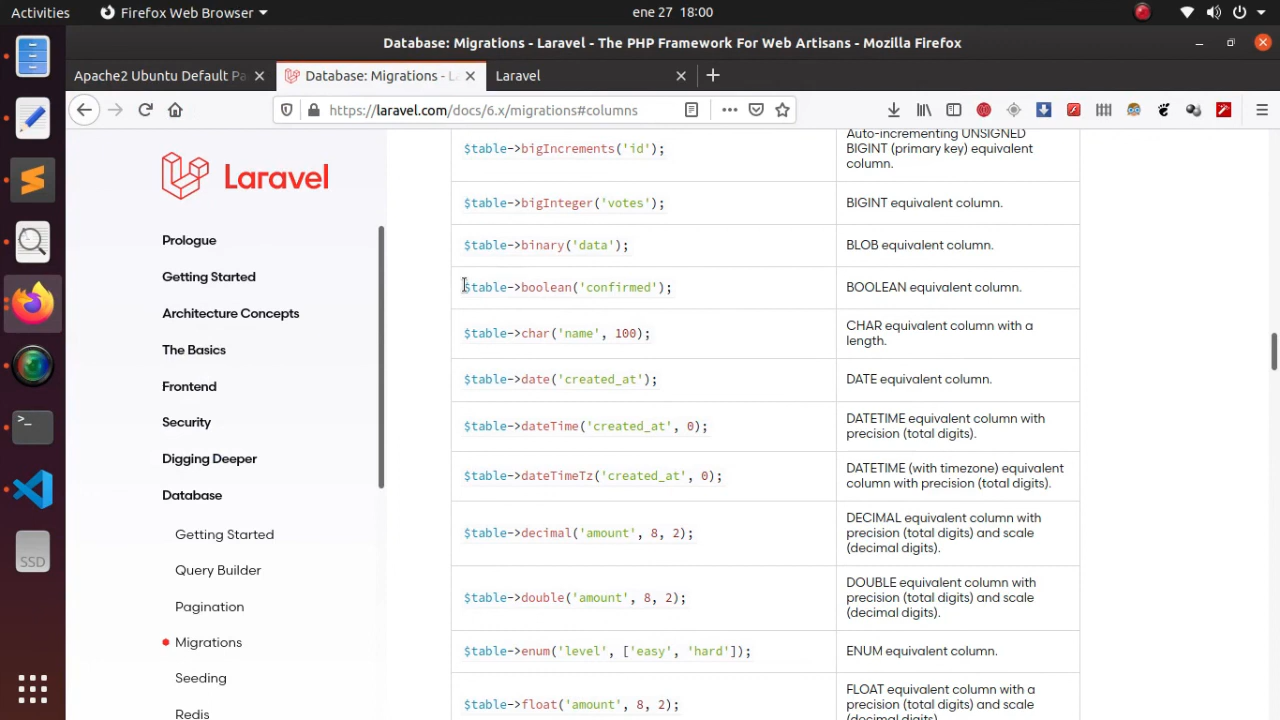 Activities
Firefox Web Browser
ene 27 18:00
Database: Migrations - Laravel - The PHP Framework For Web Artisans - Mozilla Firefox
Apache2 Ubuntu Default Pa
Database: Migrations - L
Laravel
https://laravel.com/docs/6.x/migrations#columns
Laravel
Prologue
Getting Started
Architecture Concepts
The Basics
Frontend
Security
Digging Deeper
Database
Getting Started
Query Builder
Pagination
Migrations
Seeding
Redis
SSD
$table->bigIncrements('id');
Auto-incrementing UNSIGNED
BIGINT (primary key) equivalent
column.
$table->bigInteger('votes');
BIGINT equivalent column.
$table->binary('data');
BLOB equivalent column.
$table->boolean('confirmed');
BOOLEAN equivalent column.
$table->char('name', 100);
CHAR equivalent column with a
length.
$table->date('created_at');
DATE equivalent column.
$table->dateTime('created_at', 0);
DATETIME equivalent column with
precision (total digits).
$table->dateTimeTz('created_at', 0);
DATETIME (with timezone) equivalent
column with precision (total digits).
$table->decimal('amount', 8, 2);
DECIMAL equivalent column with
precision (total digits) and scale
(decimal digits).
$table->double('amount', 8, 2);
DOUBLE equivalent column with
precision (total digits) and scale
(decimal digits).
$table->enum('level', ['easy', 'hard']);
ENUM equivalent column.
$table->float('amount', 8, 2);
FLOAT equivalent column with a
precision (total digits) and scale